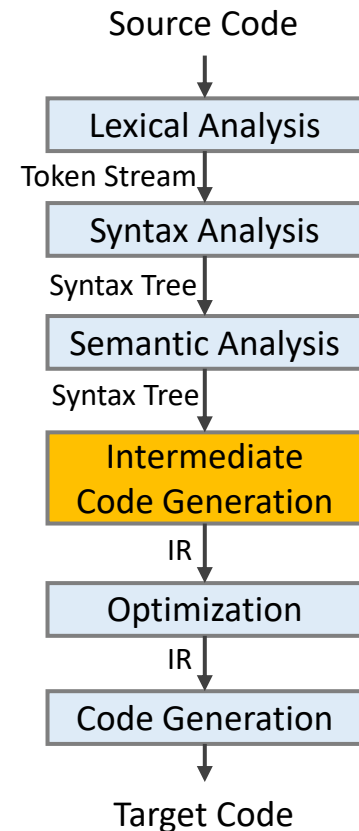 Source Code
Lexical Analysis
Token Stream
Syntax Analysis
Syntax Tree
Semantic Analysis
Syntax Tree
Intermediate
Code Generation
IR
Optimization
IR
Code Generation
Target Code